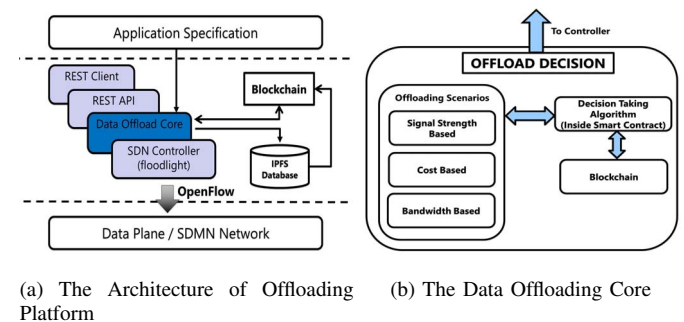 Application Specification
REST Client
REST API
Data Offload Core
SDN Controller
(floodlight)
Blockchain
IPFS
Database
OpenFlow
Data Plane / SDMN Network
(a) The Architecture of Offloading
Platform
To Controller
OFFLOAD DECISION
Offloading Scenarios
Signal Strength
Based
Cost Based
Bandwidth Based
Decision Taking
Algorithm
(Inside Smart Contract)
Blockchain
(b) The Data Offloading Core